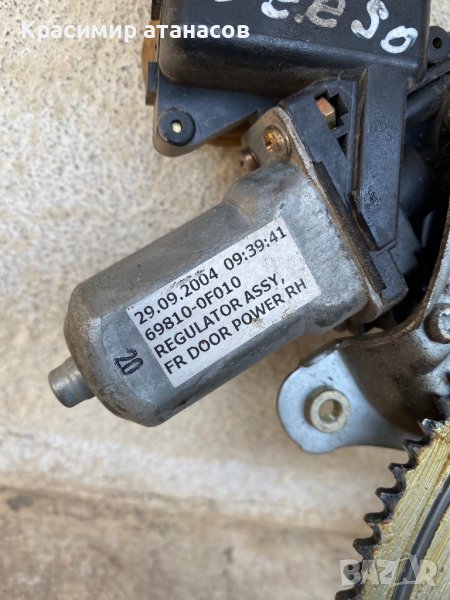 Красимир атанасов
29.09.2004 09:39:41
69810-0F010
REGULATOR ASSY,
FR DOOR POWER RH
20
BAZAR